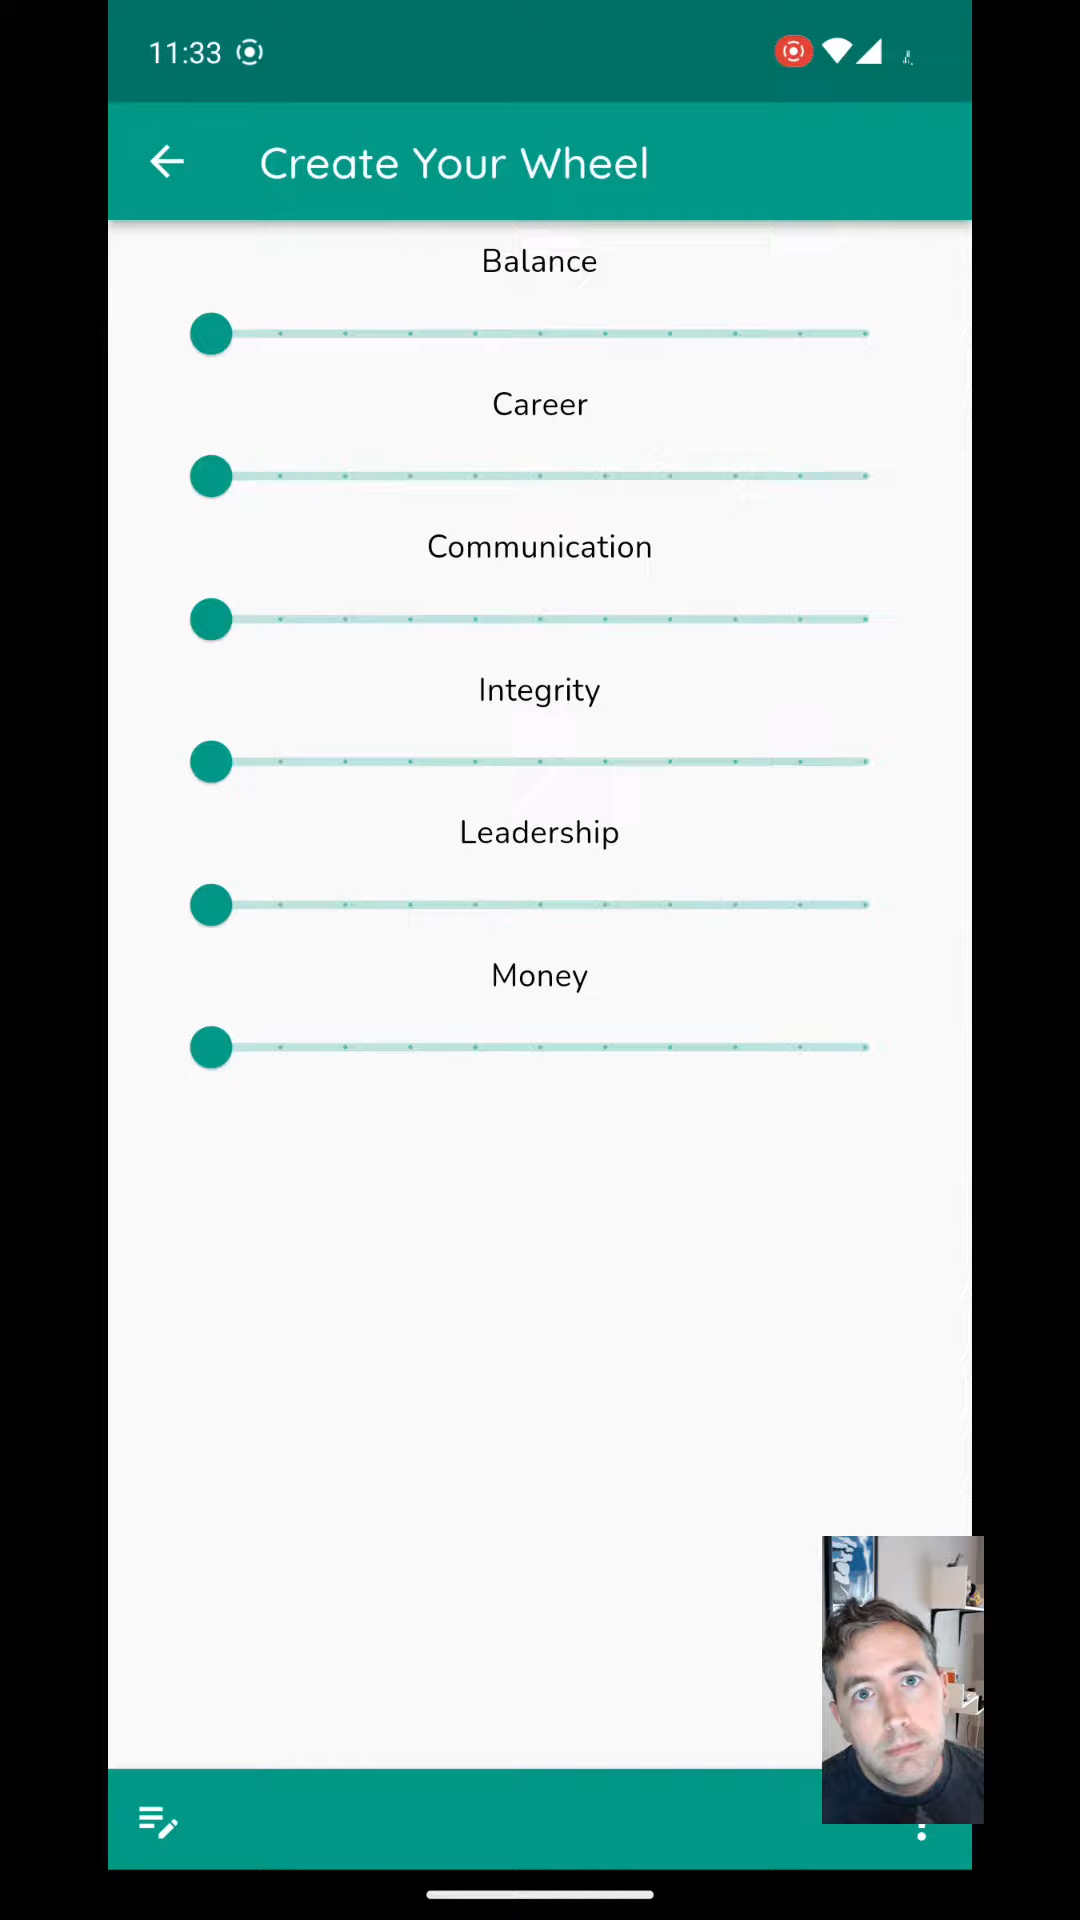 11:33
Create Your Wheel
Balance
Career
Communication
Integrity
Leadership
Money